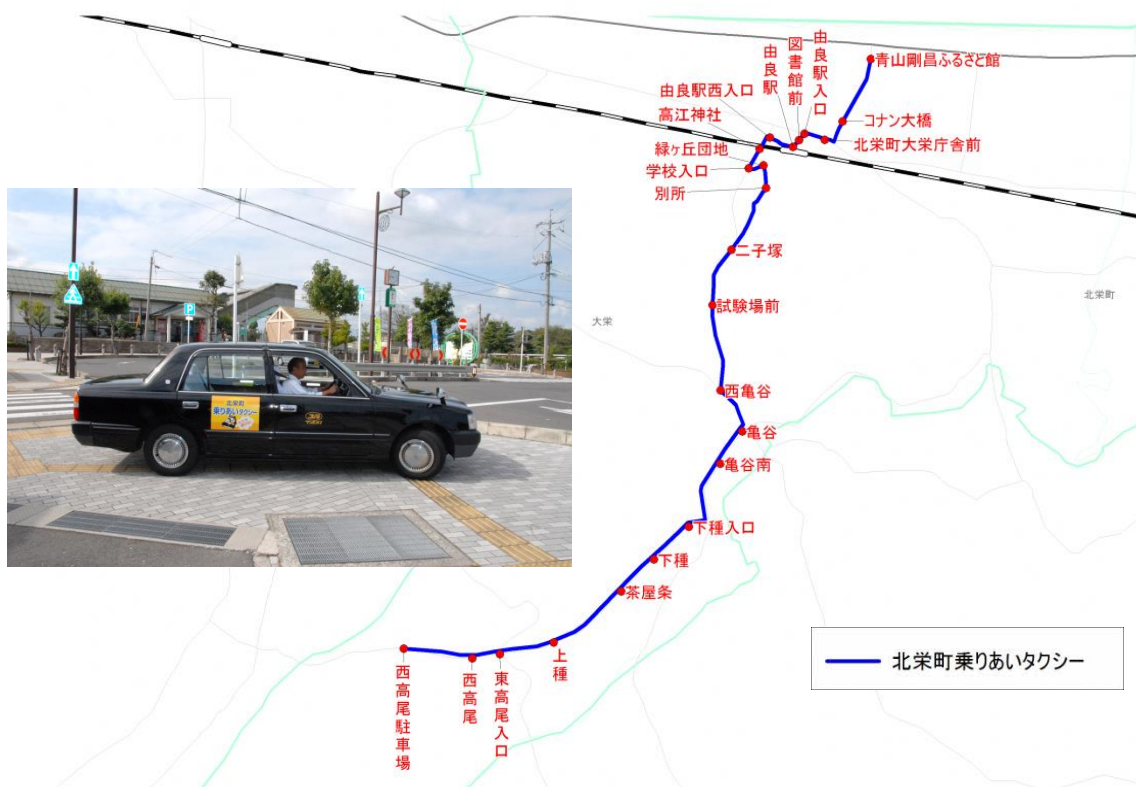 青山剛昌ふるさと館
コナン大橋
北栄町大栄庁舎前
由良駅入口
図書館前
由良駅
由良駅西入口
高江神社
緑ヶ丘団地
学校入口
別所
二子塚
試験場前
大栄
北栄町
西亀谷
亀谷
亀谷南
下種入口
下種
茶屋条
上種
東高尾入口
西高尾
西高尾駐車場
北栄町乗りあいタクシー
北栄町
乗りあいタクシー
P